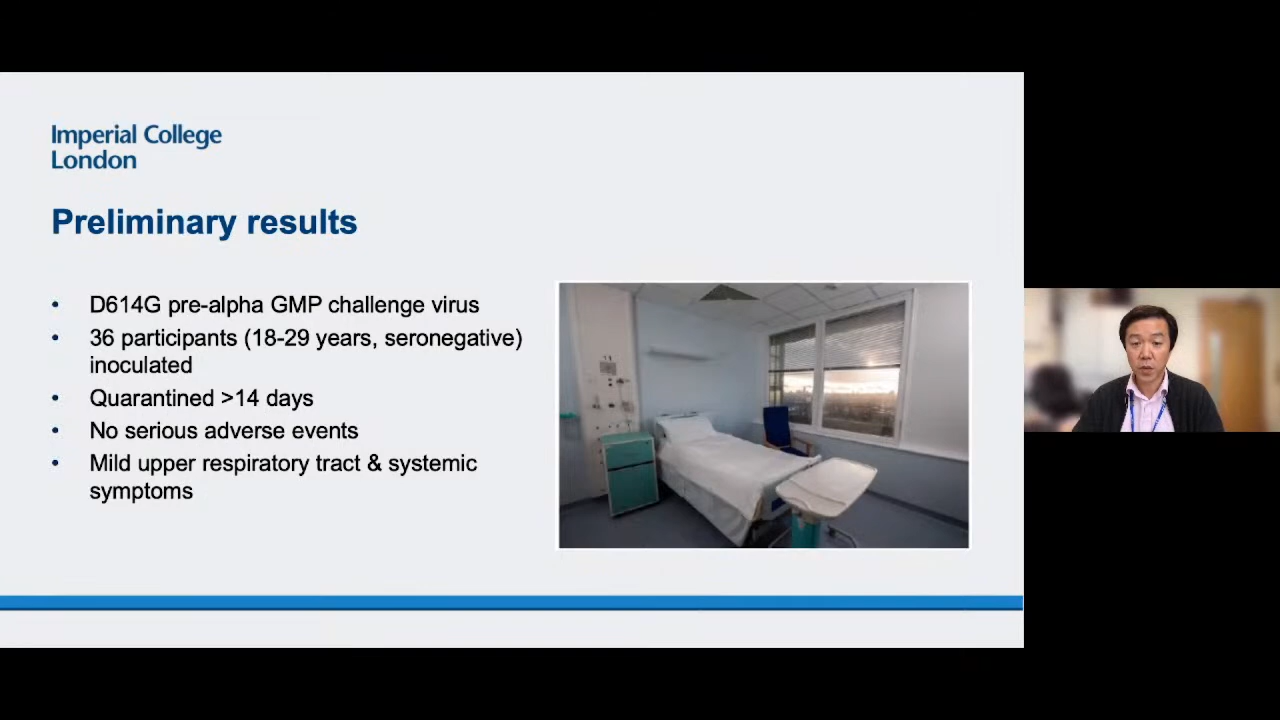 Imperial College
London
Preliminary results
• D614G pre-alpha GMP challenge virus
• 36 participants (18-29 years, seronegative)
inoculated
• Quarantined >14 days
• No serious adverse events
• Mild upper respiratory tract & systemic
symptoms